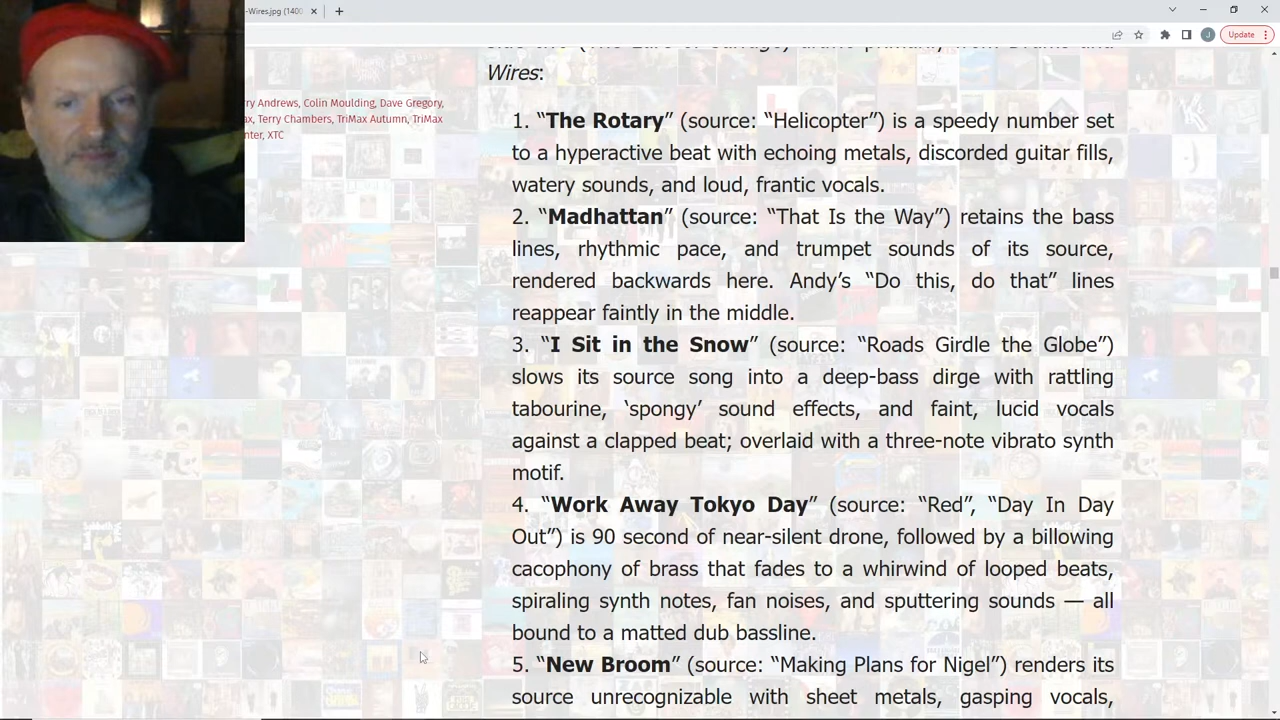 -Wires.jpg (1400
Update
J
Wires:
ry Andrews, Colin Moulding, Dave Gregory,
ax, Terry Chambers, TriMax Autumn, TriMax
nter, XTC
1. “The Rotary” (source: “Helicopter”) is a speedy number set
to a hyperactive beat with echoing metals, discorded guitar fills,
watery sounds, and loud, frantic vocals.
2. “Madhattan” (source: “That Is the Way”) retains the bass
lines, rhythmic pace, and trumpet sounds of its source,
rendered backwards here. Andy’s “Do this, do that” lines
reappear faintly in the middle.
3. “I Sit in the Snow” (source: “Roads Girdle the Globe”)
slows its source song into a deep-bass dirge with rattling
tabourine, ‘spongy’ sound effects, and faint, lucid vocals
against a clapped beat; overlaid with a three-note vibrato synth
motif.
4. “Work Away Tokyo Day” (source: “Red”, “Day In Day
Out”) is 90 second of near-silent drone, followed by a billowing
cacophony of brass that fades to a whirwind of looped beats,
spiraling synth notes, fan noises, and sputtering sounds — all
bound to a matted dub bassline.
5. “New Broom” (source: “Making Plans for Nigel”) renders its
source unrecognizable with sheet metals, gasping vocals,